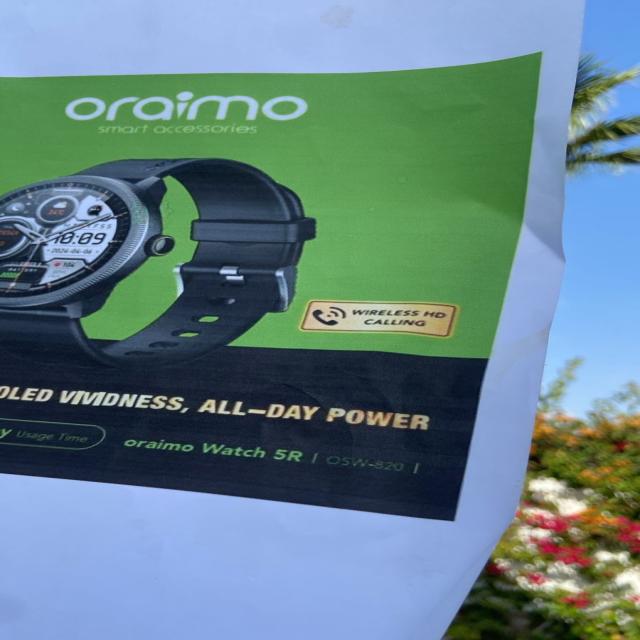 oraimo
smart accessories
10:09
2024-06-06
WIRELESS HD
CALLING
OLED VIVIDNESS, ALL-DAY POWER
y Usage Time
oraimo Watch 5R | OSW-820 |